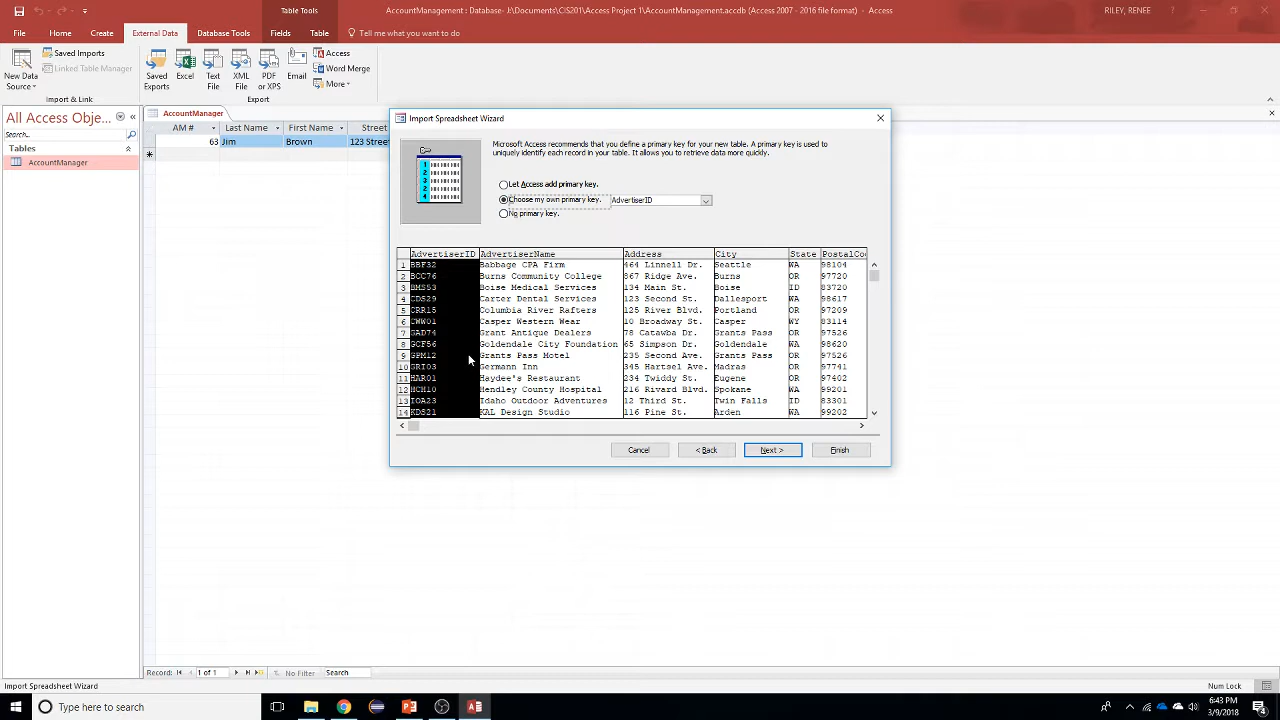 Table Tools
AccountManagement : Database- J:\Documents\CIS201\Access Project 1\AccountManagement.accdb (Access 2007 - 2016 file format) - Access
RILEY, RENEE
File Home Create External Data Database Tools Fields Table Tell me what you want to do
New Data Source
Saved Imports
Linked Table Manager
Import & Link
Saved Exports
Excel
Text File
XML File
PDF or XPS
Email
Access
Word Merge
More
Export
All Access Obje...
Search...
Tables
AccountManager
AccountManager
AM # Last Name First Name Street
63 Jim Brown 123 Street
Import Spreadsheet Wizard
Microsoft Access recommends that you define a primary key for your new table. A primary key is used to
uniquely identify each record in your table. It allows you to retrieve data more quickly.
Let Access add primary key.
Choose my own primary key. AdvertiserID
No primary key.
AdvertiserID AdvertiserName Address City State PostalCo
1 BBF32 Babbage CPA Firm 464 Linnell Dr. Seattle WA 98104
2 BCC76 Burns Community College 867 Ridge Ave. Burns OR 97720
3 BMS53 Boise Medical Services 134 Main St. Boise ID 83720
4 CDS29 Carter Dental Services 123 Second St. Dallesport WA 98617
5 CRR15 Columbia River Rafters 125 River Blvd. Portland OR 97209
6 CWW01 Casper Western Wear 10 Broadway St. Casper WY 83114
7 GAD74 Grant Antique Dealers 78 Catawba Dr. Grants Pass OR 97526
8 GCF56 Goldendale City Foundation 65 Simpson Dr. Goldendale WA 98620
9 GPM12 Grants Pass Motel 235 Second Ave. Grants Pass OR 97526
10 GRI03 Germann Inn 345 Hartsel Ave. Madras OR 97741
11 HAR01 Haydee's Restaurant 234 Twiddy St. Eugene OR 97402
12 HCH10 Hendley County Hospital 216 Rivard Blvd. Spokane WA 99201
13 IOA23 Idaho Outdoor Adventures 12 Third St. Twin Falls ID 83301
14 KDS21 KAL Design Studio 116 Pine St. Arden WA 99202
Cancel < Back Next > Finish
Record: 1 of 1 No Filter Search
Import Spreadsheet Wizard
Num Lock
Type here to search
6:43 PM
3/9/2018